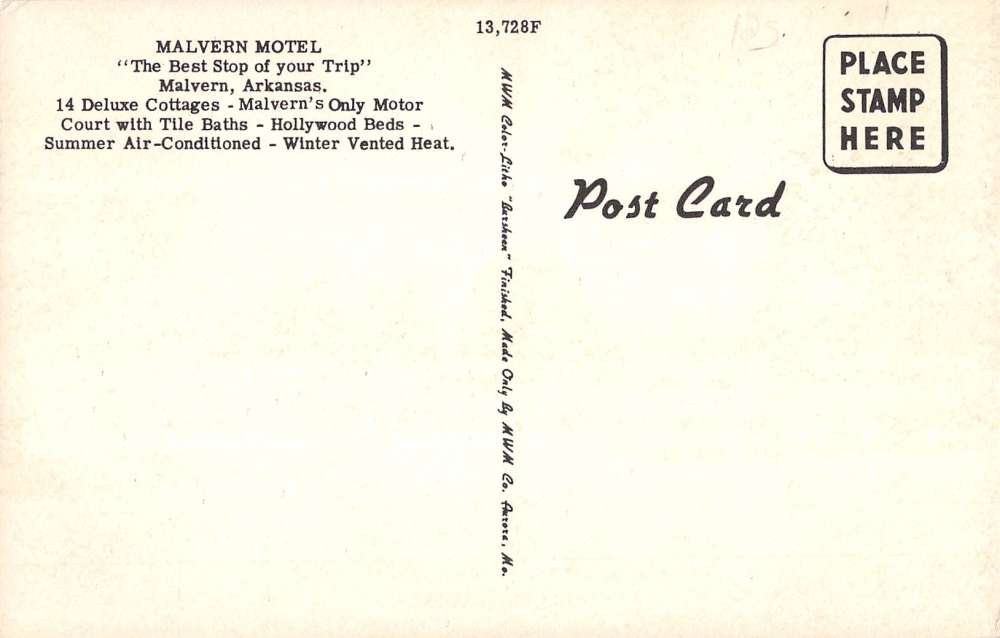 13,728F
MALVERN MOTEL
"The Best Stop of your Trip"
Malvern, Arkansas.
14 Deluxe Cottages - Malvern's Only Motor
Court with Tile Baths - Hollywood Beds -
Summer Air-Conditioned - Winter Vented Heat.
MWM Color-Litho "Larsheen" Finished, Made Only By MWM Co. Aurora, Mo.
Post Card
PLACE
STAMP
HERE